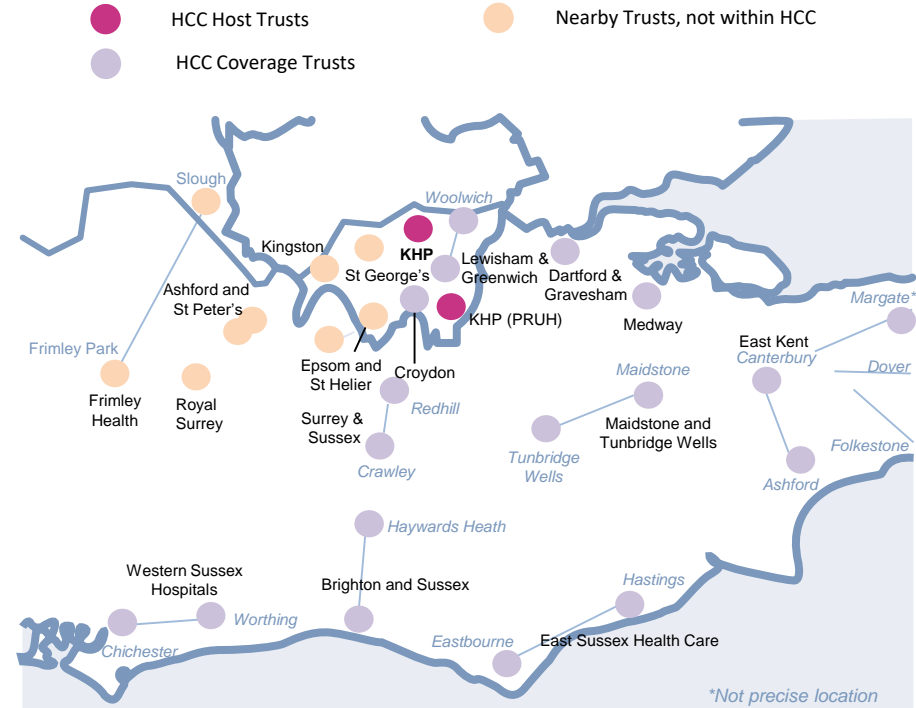 HCC Host Trusts
Nearby Trusts, not within HCC
HCC Coverage Trusts
Slough
Woolwich
Kingston
KHP
St George's
Lewisham &
Greenwich
Dartford &
Gravesham
Ashford and
St Peter's
KHP (PRUH)
Medway
Margate*
Frimley Park
East Kent
Canterbury
Dover
Epsom and
St Helier
Croydon
Maidstone
Frimley
Health
Royal
Surrey
Redhill
Surrey &
Sussex
Maidstone and
Tunbridge Wells
Folkestone
Crawley
Tunbridge
Wells
Ashford
Haywards Heath
Western Sussex
Hospitals
Brighton and Sussex
Hastings
Worthing
Chichester
Eastbourne
East Sussex Health Care
*Not precise location